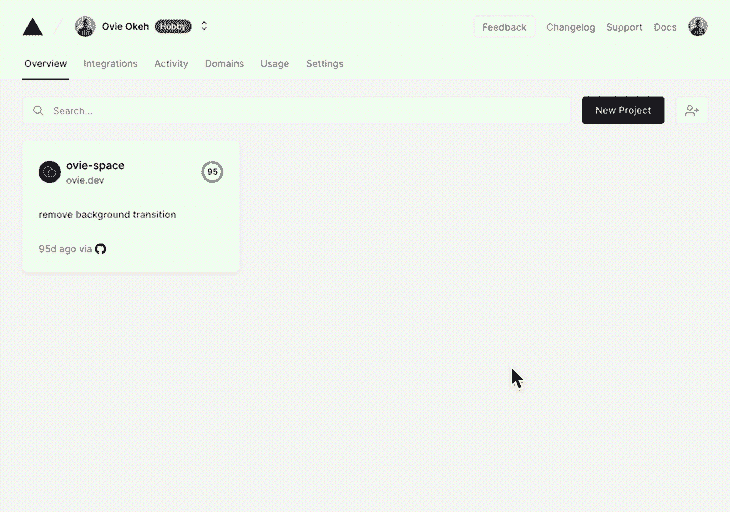 Ovie Okeh Hobby Feedback Changelog Support Docs
Overview Integrations Activity Domains Usage Settings
Search... New Project
ovie-space
ovie.dev
95
remove background transition
95d ago via